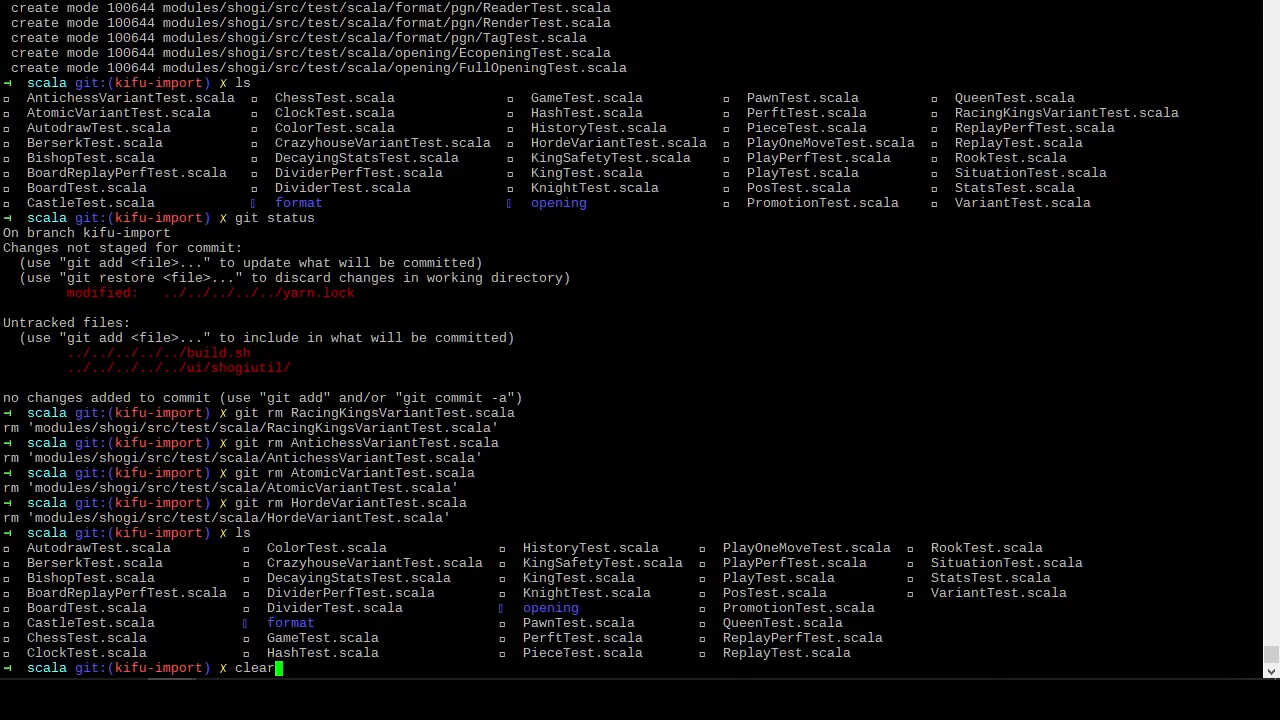 create mode 100644 modules/shogi/src/test/scala/format/pgn/ReaderTest.scala
create mode 100644 modules/shogi/src/test/scala/format/pgn/RenderTest.scala
create mode 100644 modules/shogi/src/test/scala/format/pgn/TagTest.scala
create mode 100644 modules/shogi/src/test/scala/opening/EcopeningTest.scala
create mode 100644 modules/shogi/src/test/scala/opening/FullOpeningTest.scala
scala git:(kifu-import) ✗ ls
AntichessVariantTest.scala ChessTest.scala GameTest.scala PawnTest.scala QueenTest.scala
AtomicVariantTest.scala ClockTest.scala HashTest.scala PerftTest.scala RacingKingsVariantTest.scala
AutodrawTest.scala ColorTest.scala HistoryTest.scala PieceTest.scala ReplayPerfTest.scala
BerserkTest.scala CrazyhouseVariantTest.scala HordeVariantTest.scala PlayOneMoveTest.scala ReplayTest.scala
BishopTest.scala DecayingStatsTest.scala KingSafetyTest.scala PlayPerfTest.scala RookTest.scala
BoardReplayPerfTest.scala DividerPerfTest.scala KingTest.scala PlayTest.scala SituationTest.scala
BoardTest.scala DividerTest.scala KnightTest.scala PosTest.scala StatsTest.scala
CastleTest.scala format opening PromotionTest.scala VariantTest.scala
scala git:(kifu-import) ✗ git status
On branch kifu-import
Changes not staged for commit:
(use "git add <file>..." to update what will be committed)
(use "git restore <file>..." to discard changes in working directory)
modified: ../../../../../yarn.lock
Untracked files:
(use "git add <file>..." to include in what will be committed)
../../../../../build.sh
../../../../../ui/shogiutil/
no changes added to commit (use "git add" and/or "git commit -a")
scala git:(kifu-import) ✗ git rm RacingKingsVariantTest.scala
rm 'modules/shogi/src/test/scala/RacingKingsVariantTest.scala'
scala git:(kifu-import) ✗ git rm AntichessVariantTest.scala
rm 'modules/shogi/src/test/scala/AntichessVariantTest.scala'
scala git:(kifu-import) ✗ git rm AtomicVariantTest.scala
rm 'modules/shogi/src/test/scala/AtomicVariantTest.scala'
scala git:(kifu-import) ✗ git rm HordeVariantTest.scala
rm 'modules/shogi/src/test/scala/HordeVariantTest.scala'
scala git:(kifu-import) ✗ ls
AutodrawTest.scala ColorTest.scala HistoryTest.scala PlayOneMoveTest.scala RookTest.scala
BerserkTest.scala CrazyhouseVariantTest.scala KingSafetyTest.scala PlayPerfTest.scala SituationTest.scala
BishopTest.scala DecayingStatsTest.scala KingTest.scala PlayTest.scala StatsTest.scala
BoardReplayPerfTest.scala DividerPerfTest.scala KnightTest.scala PosTest.scala VariantTest.scala
BoardTest.scala DividerTest.scala opening PromotionTest.scala
CastleTest.scala format PawnTest.scala QueenTest.scala
ChessTest.scala GameTest.scala PerftTest.scala ReplayPerfTest.scala
ClockTest.scala HashTest.scala PieceTest.scala ReplayTest.scala
scala git:(kifu-import) ✗ clear